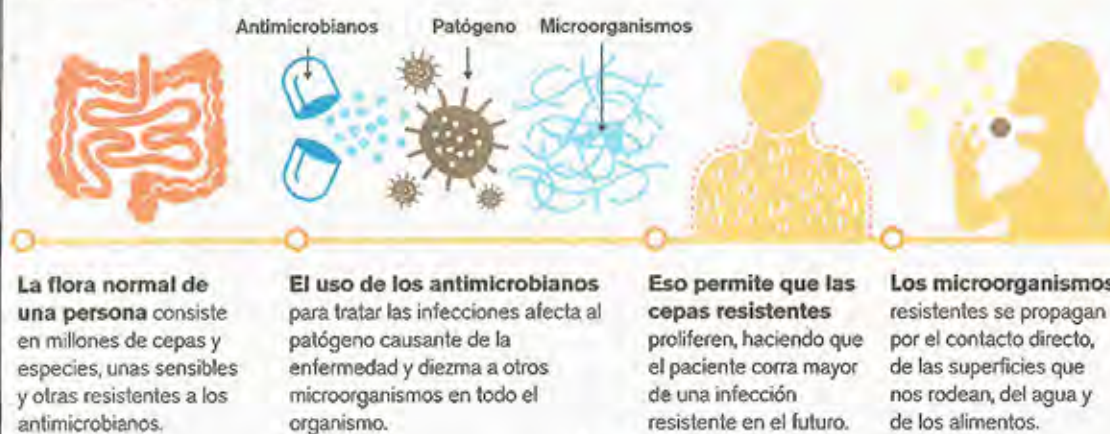 Antimicrobianos
Patógeno
Microorganismos
La flora normal de
una persona consiste
en millones de cepas y
especies, unas sensibles
y otras resistentes a los
antimicrobianos.
El uso de los antimicrobianos
para tratar las infecciones afecta al
patógeno causante de la
enfermedad y diezma a otros
microorganismos en todo el
organismo.
Eso permite que las
cepas resistentes
proliferen, haciendo que
el paciente corra mayor
de una infección
resistente en el futuro.
Los microorganismos
resistentes se propagan
por el contacto directo,
de las superficies que
nos rodean, del agua y
de los alimentos.